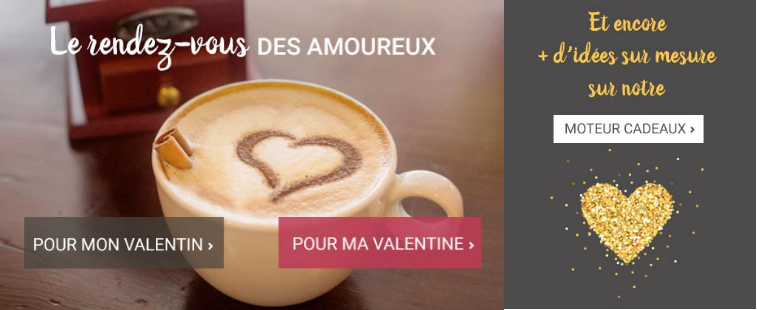 Le rendez-vous DES AMOUREUX
POUR MON VALENTIN ›
POUR MA VALENTINE ›
Et encore
+ d'idées sur mesure
sur notre
MOTEUR CADEAUX ›